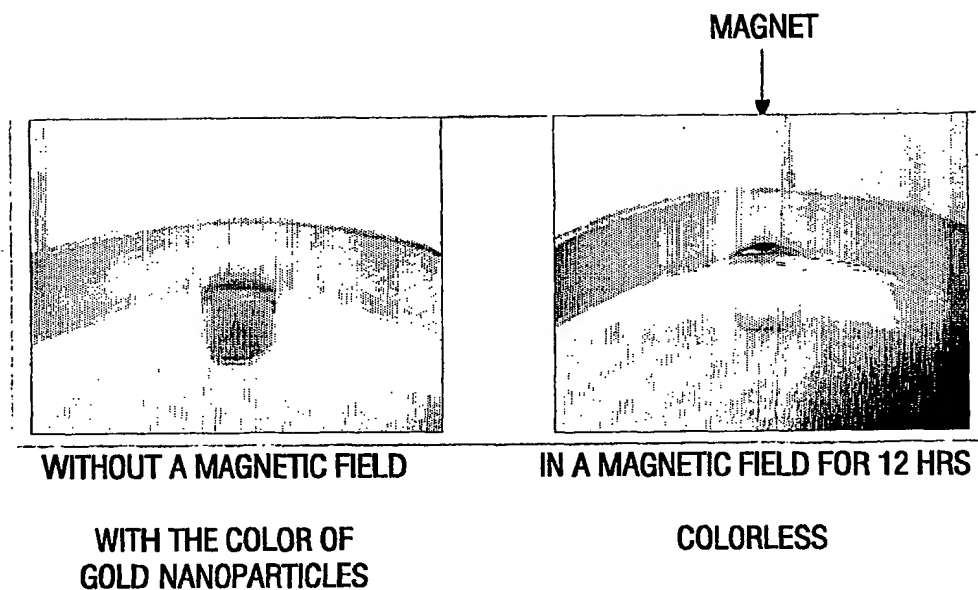 MAGNET
WITHOUT A MAGNETIC FIELD
IN A MAGNETIC FIELD FOR 12 HRS
WITH THE COLOR OF
GOLD NANOPARTICLES
COLORLESS